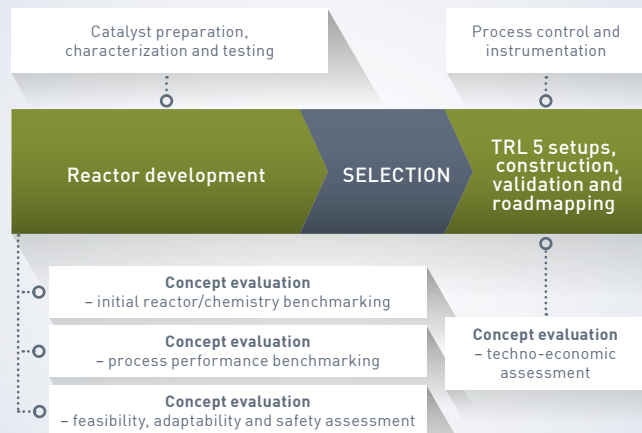 Catalyst preparation,
characterization and testing
Process control and
instrumentation
Reactor development
SELECTION
TRL 5 setups,
construction,
validation and
roadmapping
Concept evaluation
– initial reactor/chemistry benchmarking
Concept evaluation
– process performance benchmarking
Concept evaluation
– feasibility, adaptability and safety assessment
Concept evaluation
– techno-economic
assessment